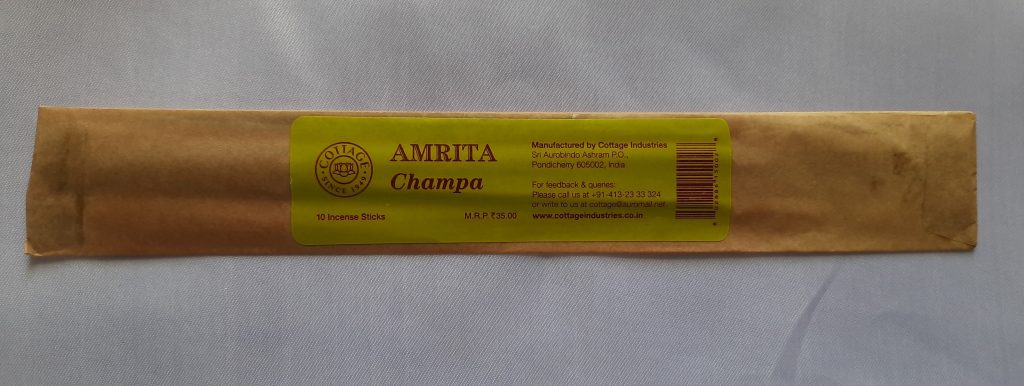 COTTAGE
• SINCE 1949 •
AMRITA
Champa
10 Incense Sticks
M.R.P ₹35.00
Manufactured by Cottage Industries
Sri Aurobindo Ashram P.O.,
Pondicherry 605002, India
For feedback & queries:
Please call us at +91-413-23 33 324
or write to us at cottage@auromail.net
www.cottageindustries.co.in